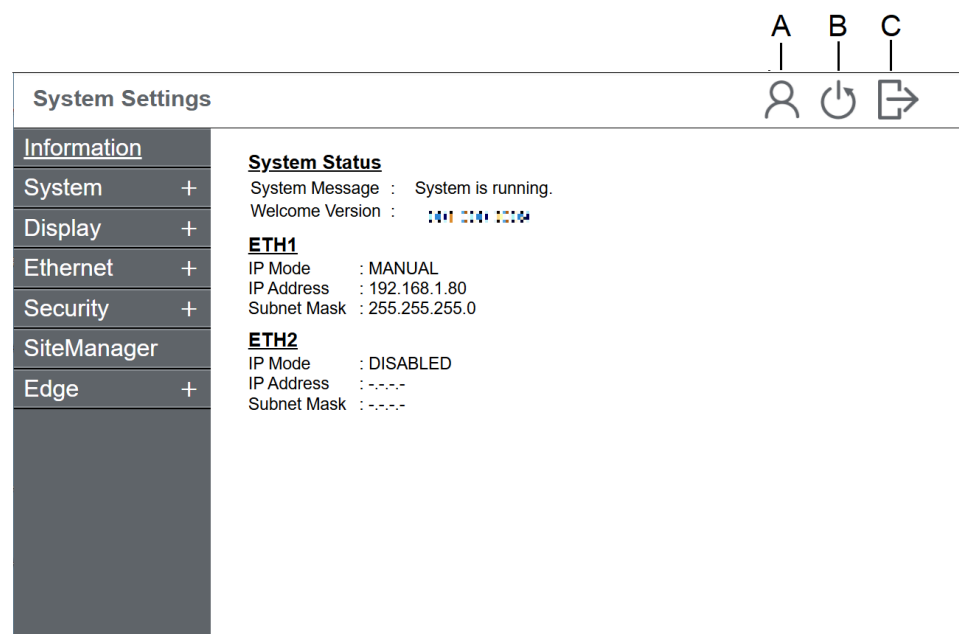 A B C
System Settings
Information
System +
Display +
Ethernet +
Security +
SiteManager
Edge +
System Status
System Message : System is running.
Welcome Version :
ETH1
IP Mode : MANUAL
IP Address : 192.168.1.80
Subnet Mask : 255.255.255.0
ETH2
IP Mode : DISABLED
IP Address : -.-.-.-
Subnet Mask : -.-.-.-